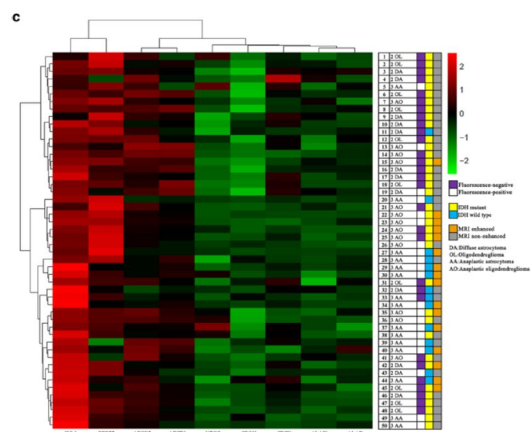 c
1 2 OL
2 2 OL
3 2 DA
4 2 DA
5 3 AA
6 2 OL
7 3 AO
8 2 OL
9 2 DA
10 2 DA
11 2 DA
12 2 OL
13 3 AO
14 3 AO
15 3 AO
16 2 DA
17 2 DA
18 2 OL
19 2 DA
20 3 AA
21 3 AO
22 3 AO
23 3 AO
24 3 AO
25 3 AO
26 3 AO
27 3 AA
28 3 AA
29 3 AA
30 3 AA
31 2 OL
32 2 DA
33 3 AA
34 3 AA
35 3 AO
36 3 AO
37 3 AA
38 3 AA
39 3 AA
40 3 AA
41 3 AO
42 2 DA
43 2 DA
44 3 AA
45 2 OL
46 2 DA
47 2 OL
48 2 OL
49 3 AA
50 3 AA
2
1
0
−1
−2
Fluorescence-negative
Fluorescence-positive
IDH mutant
IDH wild type
MRI enhanced
MRI non-enhanced
DA:Diffuse astrocytoma
OL:Oligodendroglioma
AA:Anaplastic astrocytoma
AO:Anaplastic oligodendroglioma